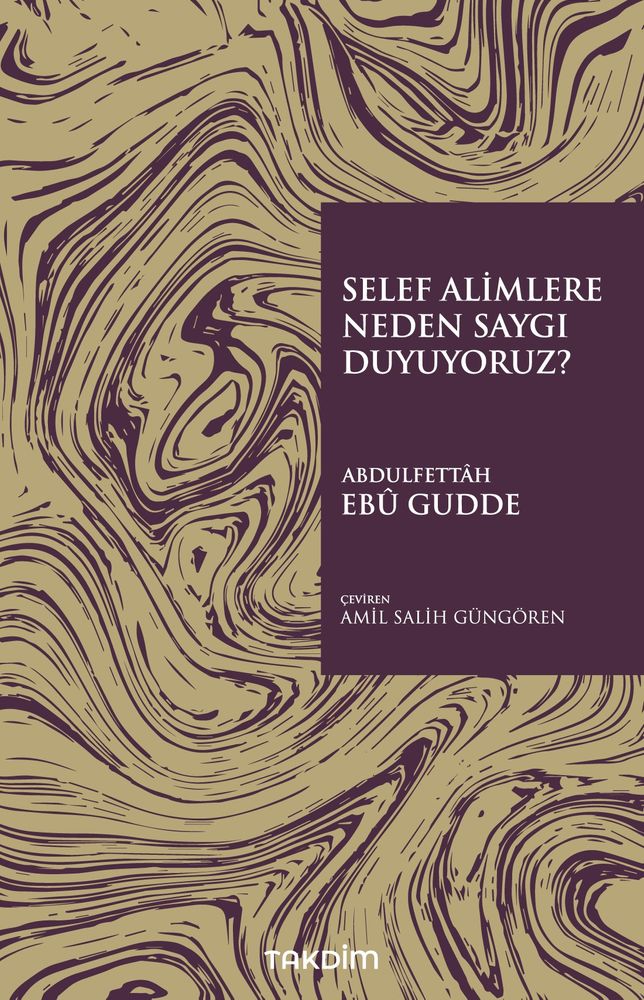 SELEF ALİMLERE
NEDEN SAYGI
DUYUYORUZ?
ABDULFETTÂH
EBÛ GUDDE
ÇEVİREN
AMİL SALİH GÜNGÖREN
TAKDİM